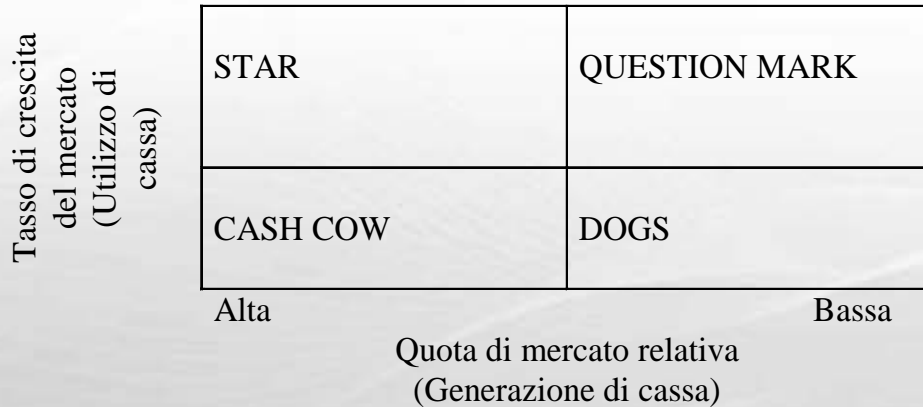 Tasso di crescita
del mercato
(Utilizzo di
cassa)
STAR
QUESTION MARK
CASH COW
DOGS
Alta
Bassa
Quota di mercato relativa
(Generazione di cassa)